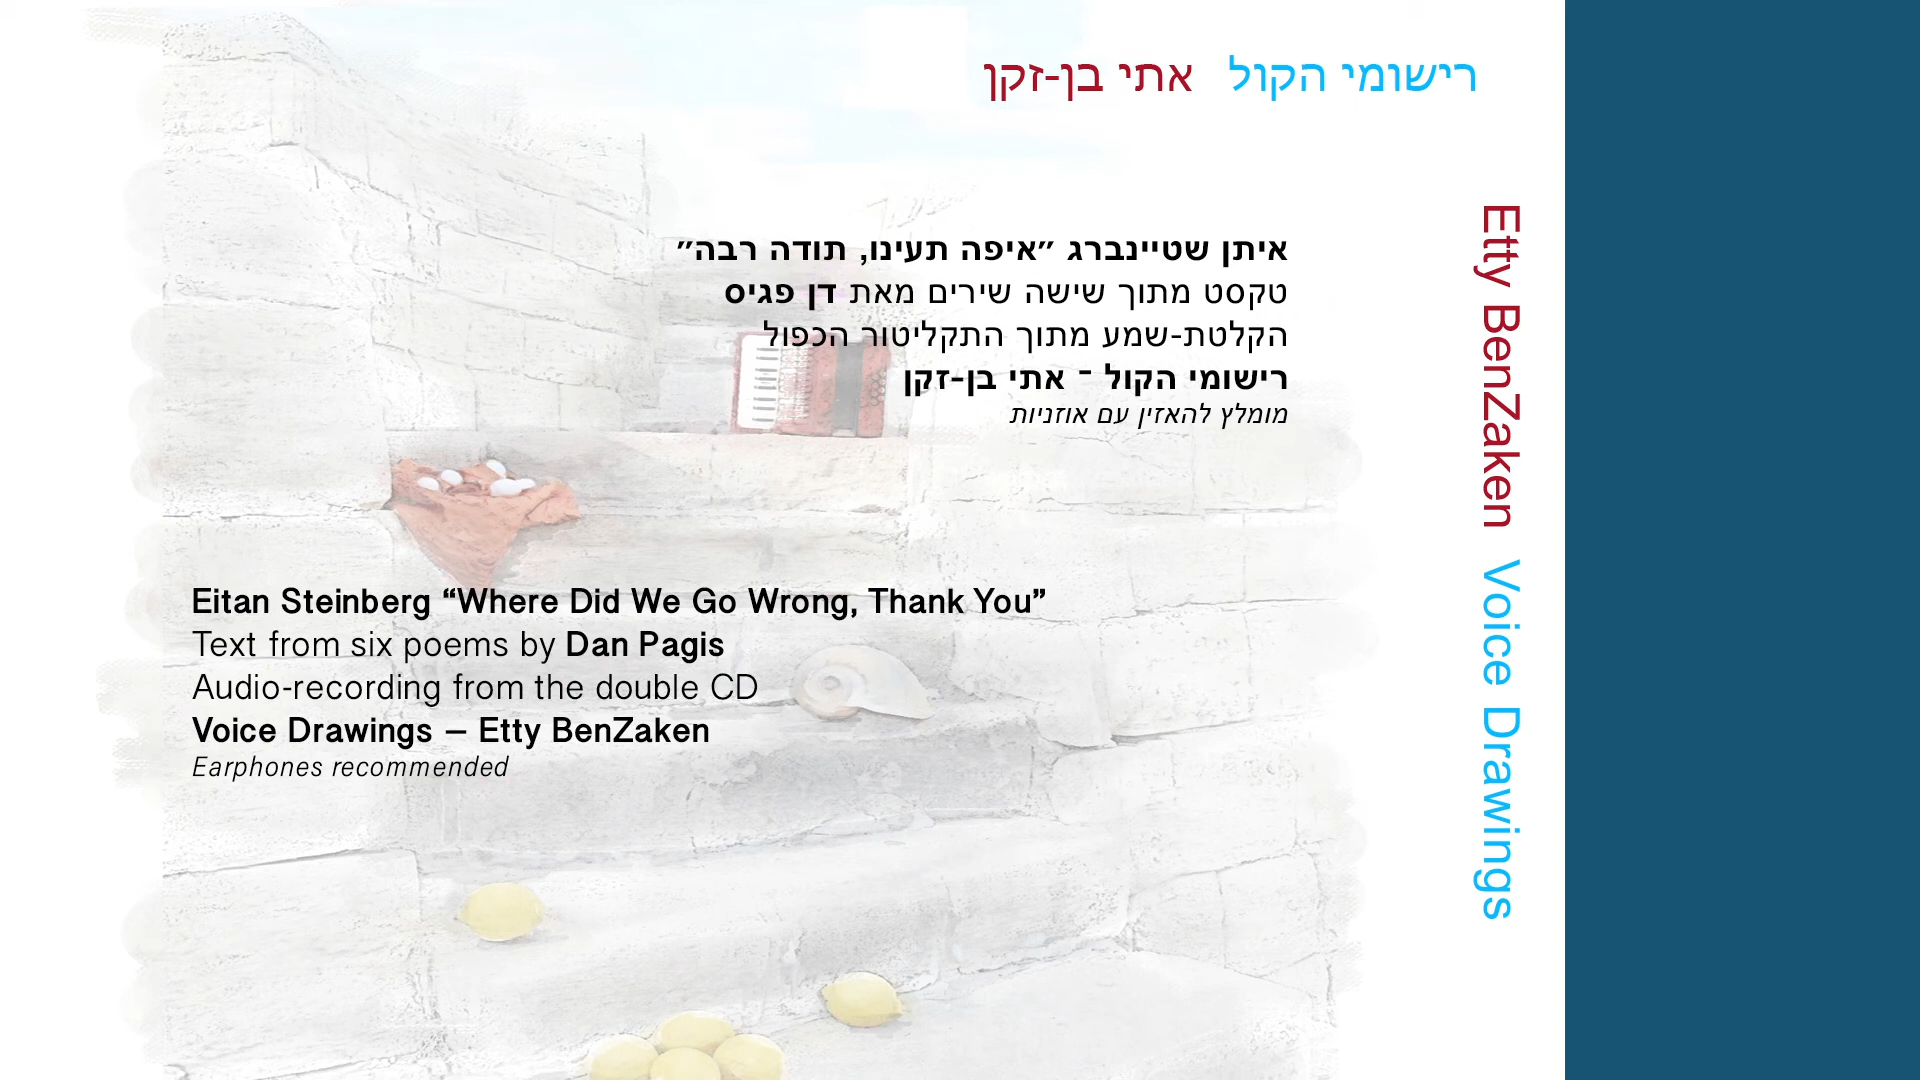 רישומי הקול אתי בן-זקן
איתן שטיינברג ״איפה תעינו, תודה רבה״
טקסט מתוך שישה שירים מאת דן פגיס
הקלטת-שמע מתוך התקליטור הכפול
רישומי הקול - אתי בן-זקן
מומלץ להאזין עם אוזניות
Eitan Steinberg “Where Did We Go Wrong, Thank You”
Text from six poems by Dan Pagis
Audio-recording from the double CD
Voice Drawings – Etty BenZaken
Earphones recommended
Etty BenZaken Voice Drawings